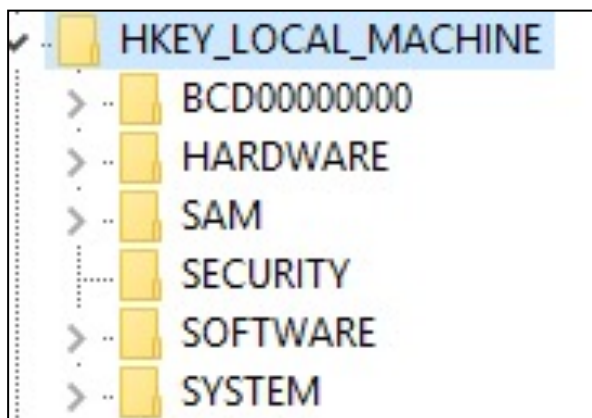 HKEY_LOCAL_MACHINE
BCD00000000
HARDWARE
SAM
SECURITY
SOFTWARE
SYSTEM